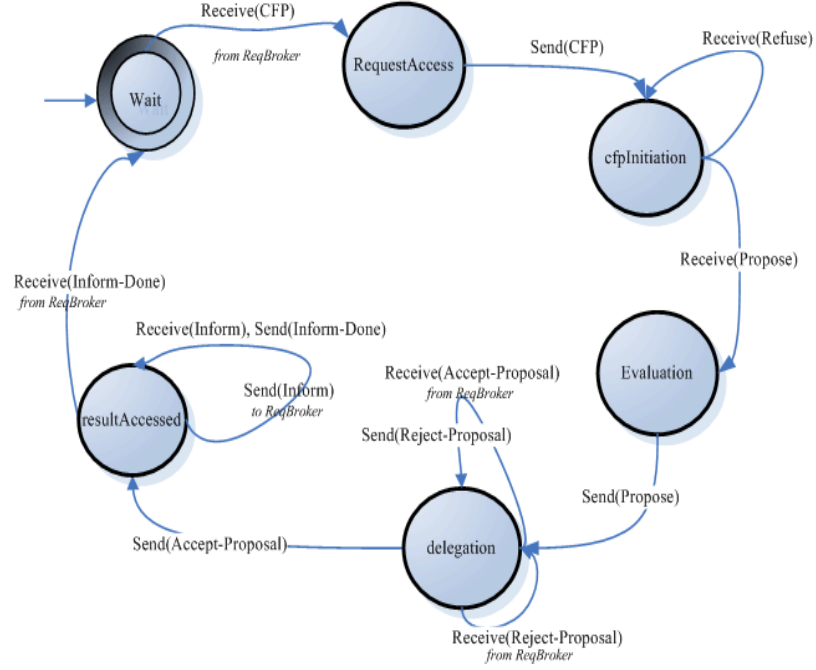 Receive(CFP)
from ReqBroker
Wait
RequestAccess
Send(CFP)
Receive(Refuse)
cfpInitiation
Receive(Propose)
Receive(Inform-Done)
from ReqBroker
Receive(Inform), Send(Inform-Done)
Send(Inform)
to ReqBroker
resultAccessed
Receive(Accept-Proposal)
from ReqBroker
Send(Reject-Proposal)
Evaluation
Send(Propose)
Send(Accept-Proposal)
delegation
Receive(Reject-Proposal)
from ReqBroker